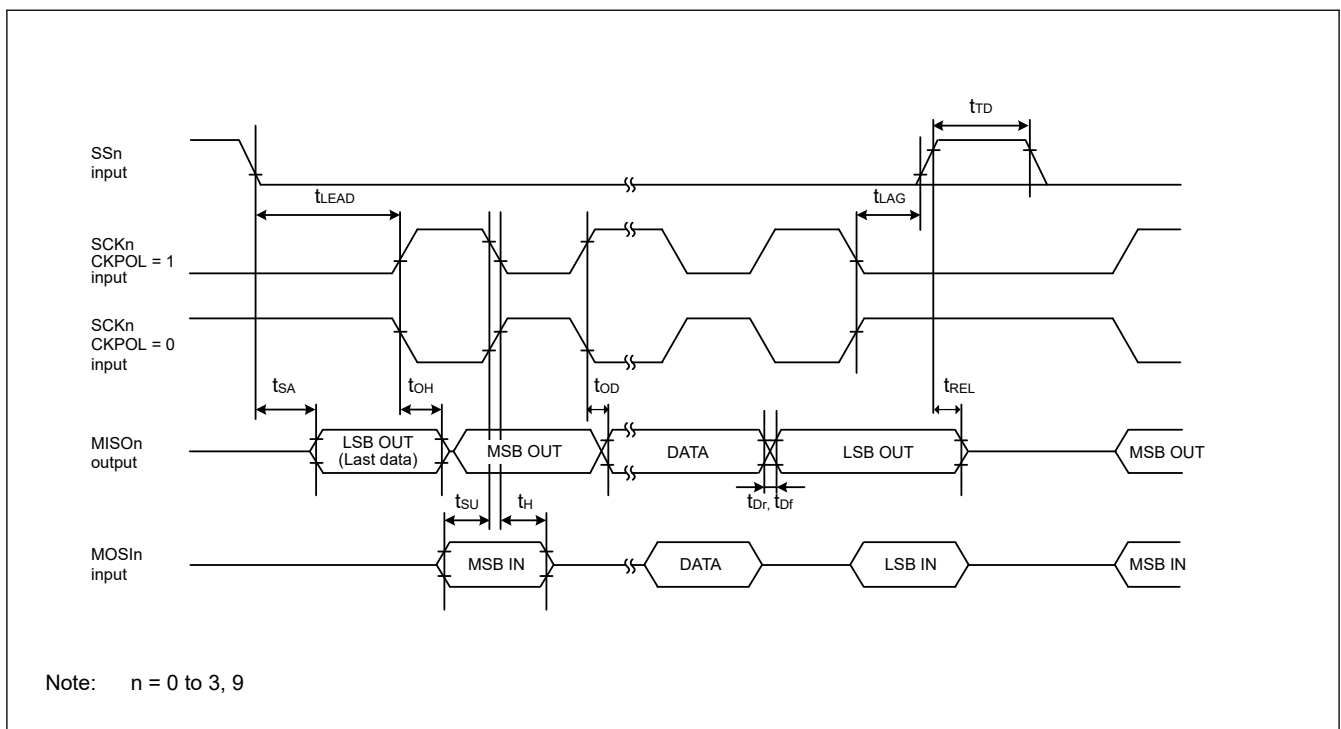 tTD
SSn
input
tLEAD
tLAG
SCKn
CKPOL = 1
input
SCKn
CKPOL = 0
input
tSA
tOH
tOD
tREL
MISOn
output
LSB OUT
(Last data)
MSB OUT
DATA
LSB OUT
MSB OUT
tSU
tH
tDr, tDf
MOSIn
input
MSB IN
DATA
LSB IN
MSB IN
Note: n = 0 to 3, 9